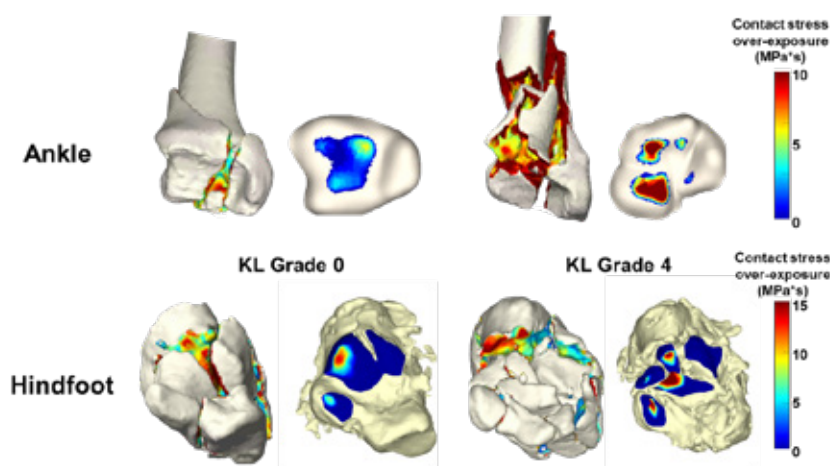 Contact stress
over-exposure
(MPa*s)
10
5
0
Ankle
KL Grade 0
KL Grade 4
Contact stress
over-exposure
(MPa*s)
15
10
5
0
Hindfoot